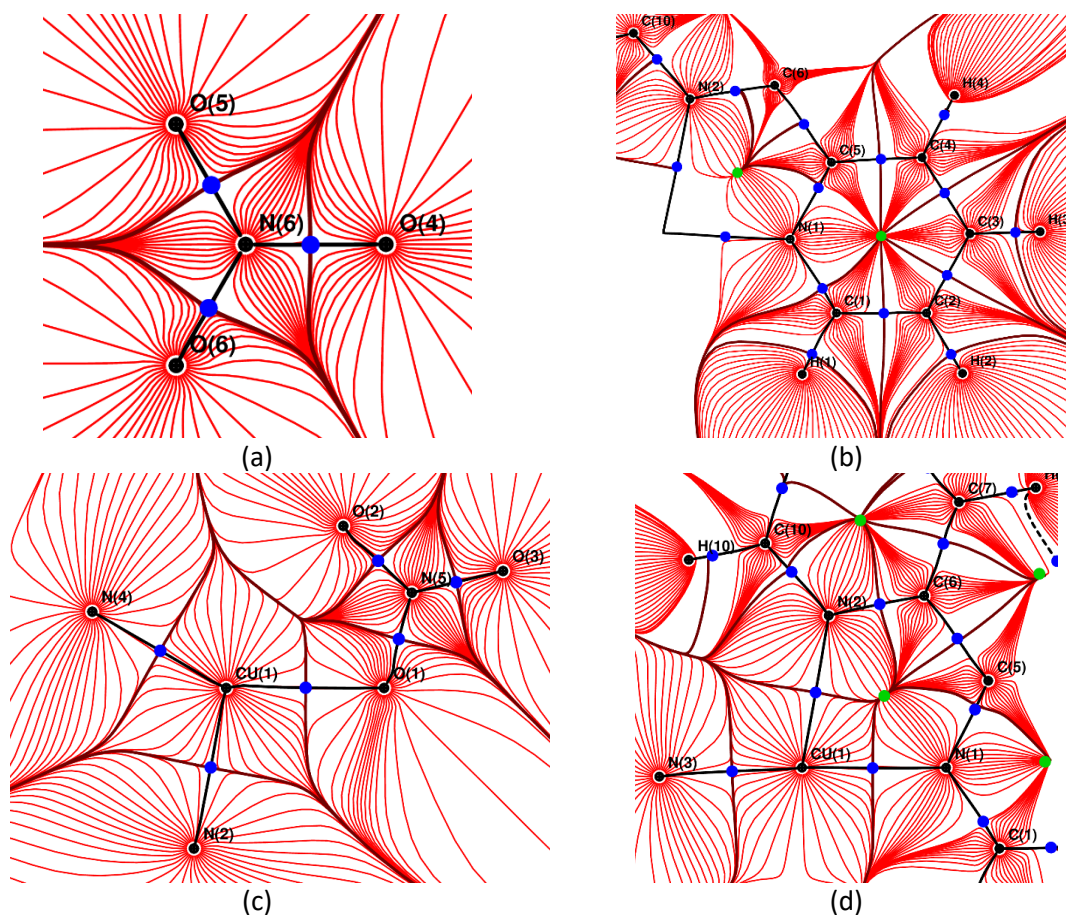 O(5)
N(6)
O(4)
O(6)
(a)
C(10)
C(6)
N(2)
H(4)
C(5)
C(4)
N(1)
C(3)
C(1)
C(2)
H(1)
H(2)
(b)
O(2)
O(3)
N(5)
N(4)
CU(1)
O(1)
N(2)
(c)
C(7)
C(10)
H(10)
C(6)
N(2)
C(5)
N(3)
CU(1)
N(1)
C(1)
(d)